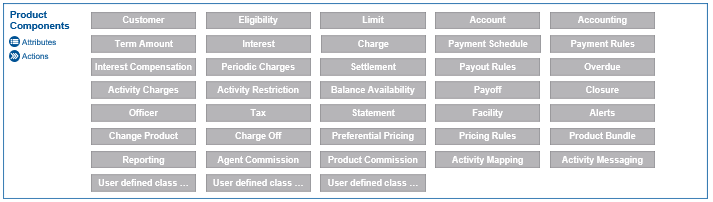 Product
Components
Attributes
Actions
Customer Eligibility Limit Account Accounting
Term Amount Interest Charge Payment Schedule Payment Rules
Interest Compensation Periodic Charges Settlement Payout Rules Overdue
Activity Charges Activity Restriction Balance Availability Payoff Closure
Officer Tax Statement Facility Alerts
Change Product Charge Off Preferential Pricing Pricing Rules Product Bundle
Reporting Agent Commission Product Commission Activity Mapping Activity Messaging
User defined class ... User defined class ... User defined class ...